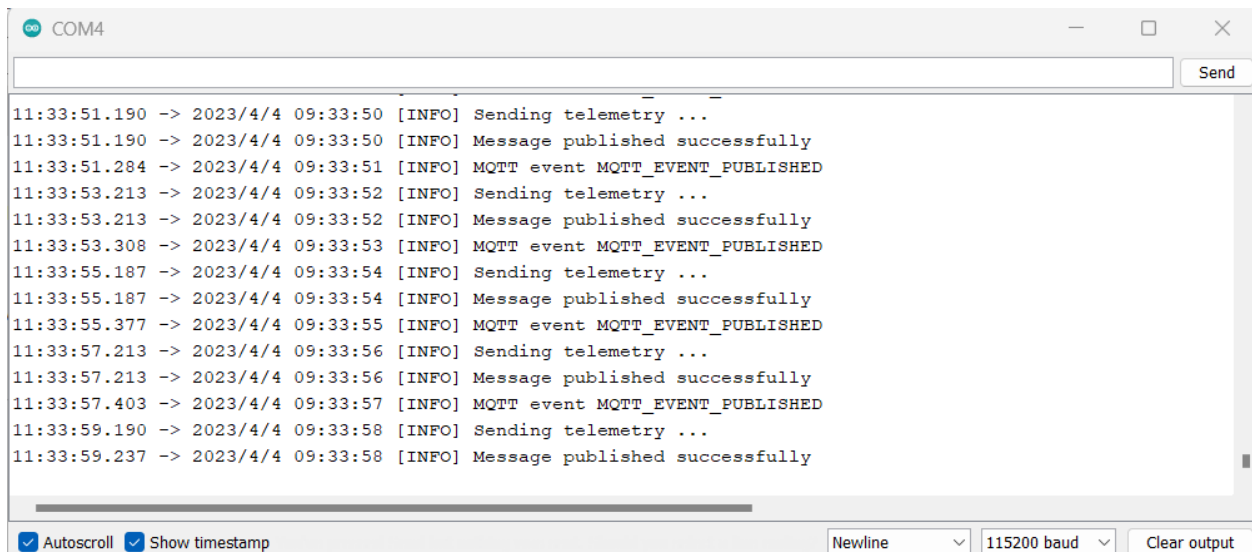 COM4
Send
11:33:51.190 -> 2023/4/4 09:33:50 [INFO] Sending telemetry ...
11:33:51.190 -> 2023/4/4 09:33:50 [INFO] Message published successfully
11:33:51.284 -> 2023/4/4 09:33:51 [INFO] MQTT event MQTT_EVENT_PUBLISHED
11:33:53.213 -> 2023/4/4 09:33:52 [INFO] Sending telemetry ...
11:33:53.213 -> 2023/4/4 09:33:52 [INFO] Message published successfully
11:33:53.308 -> 2023/4/4 09:33:53 [INFO] MQTT event MQTT_EVENT_PUBLISHED
11:33:55.187 -> 2023/4/4 09:33:54 [INFO] Sending telemetry ...
11:33:55.187 -> 2023/4/4 09:33:54 [INFO] Message published successfully
11:33:55.377 -> 2023/4/4 09:33:55 [INFO] MQTT event MQTT_EVENT_PUBLISHED
11:33:57.213 -> 2023/4/4 09:33:56 [INFO] Sending telemetry ...
11:33:57.213 -> 2023/4/4 09:33:56 [INFO] Message published successfully
11:33:57.403 -> 2023/4/4 09:33:57 [INFO] MQTT event MQTT_EVENT_PUBLISHED
11:33:59.190 -> 2023/4/4 09:33:58 [INFO] Sending telemetry ...
11:33:59.237 -> 2023/4/4 09:33:58 [INFO] Message published successfully
Autoscroll Show timestamp Newline 115200 baud Clear output